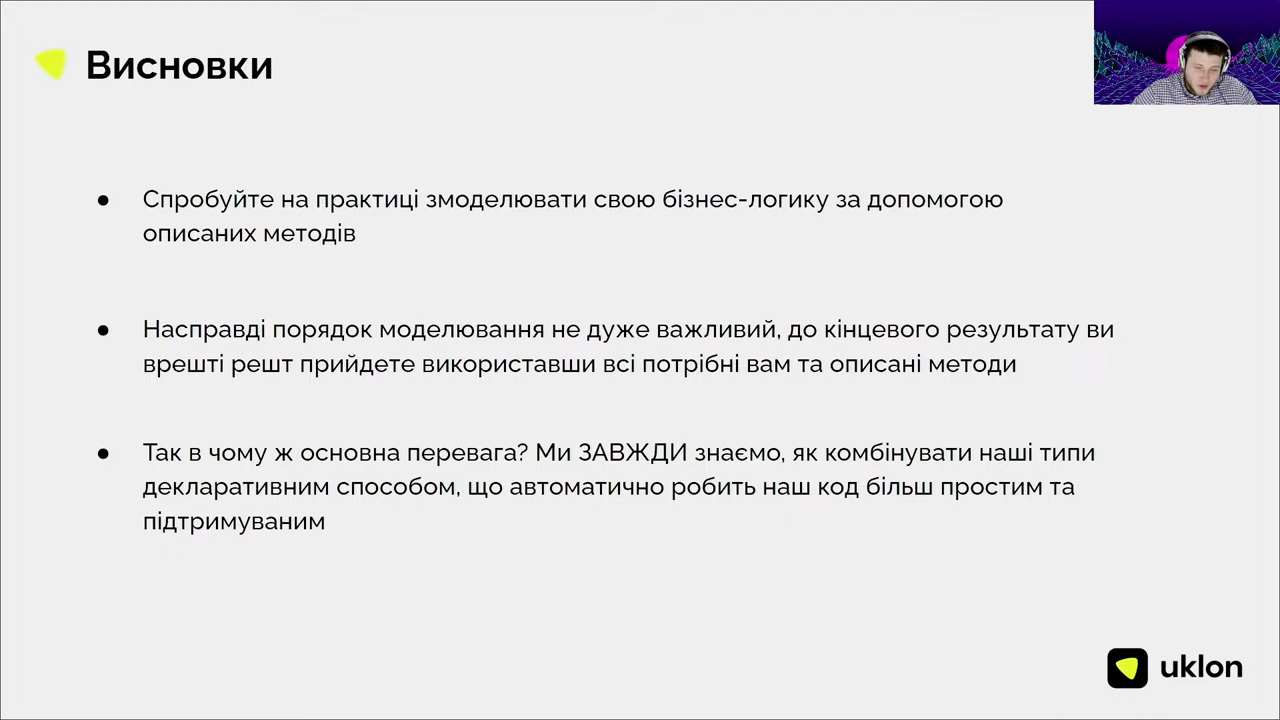 Висновки
Спробуйте на практиці змоделювати свою бізнес-логику за допомогою
описаних методів
Насправді порядок моделювання не дуже важливий, до кінцевого результату ви
врешті решт прийдете використавши всі потрібні вам та описані методи
Так в чому ж основна перевага? Ми ЗАВЖДИ знаємо, як комбінувати наші типи
декларативним способом, що автоматично робить наш код більш простим та
підтримуваним
uklon